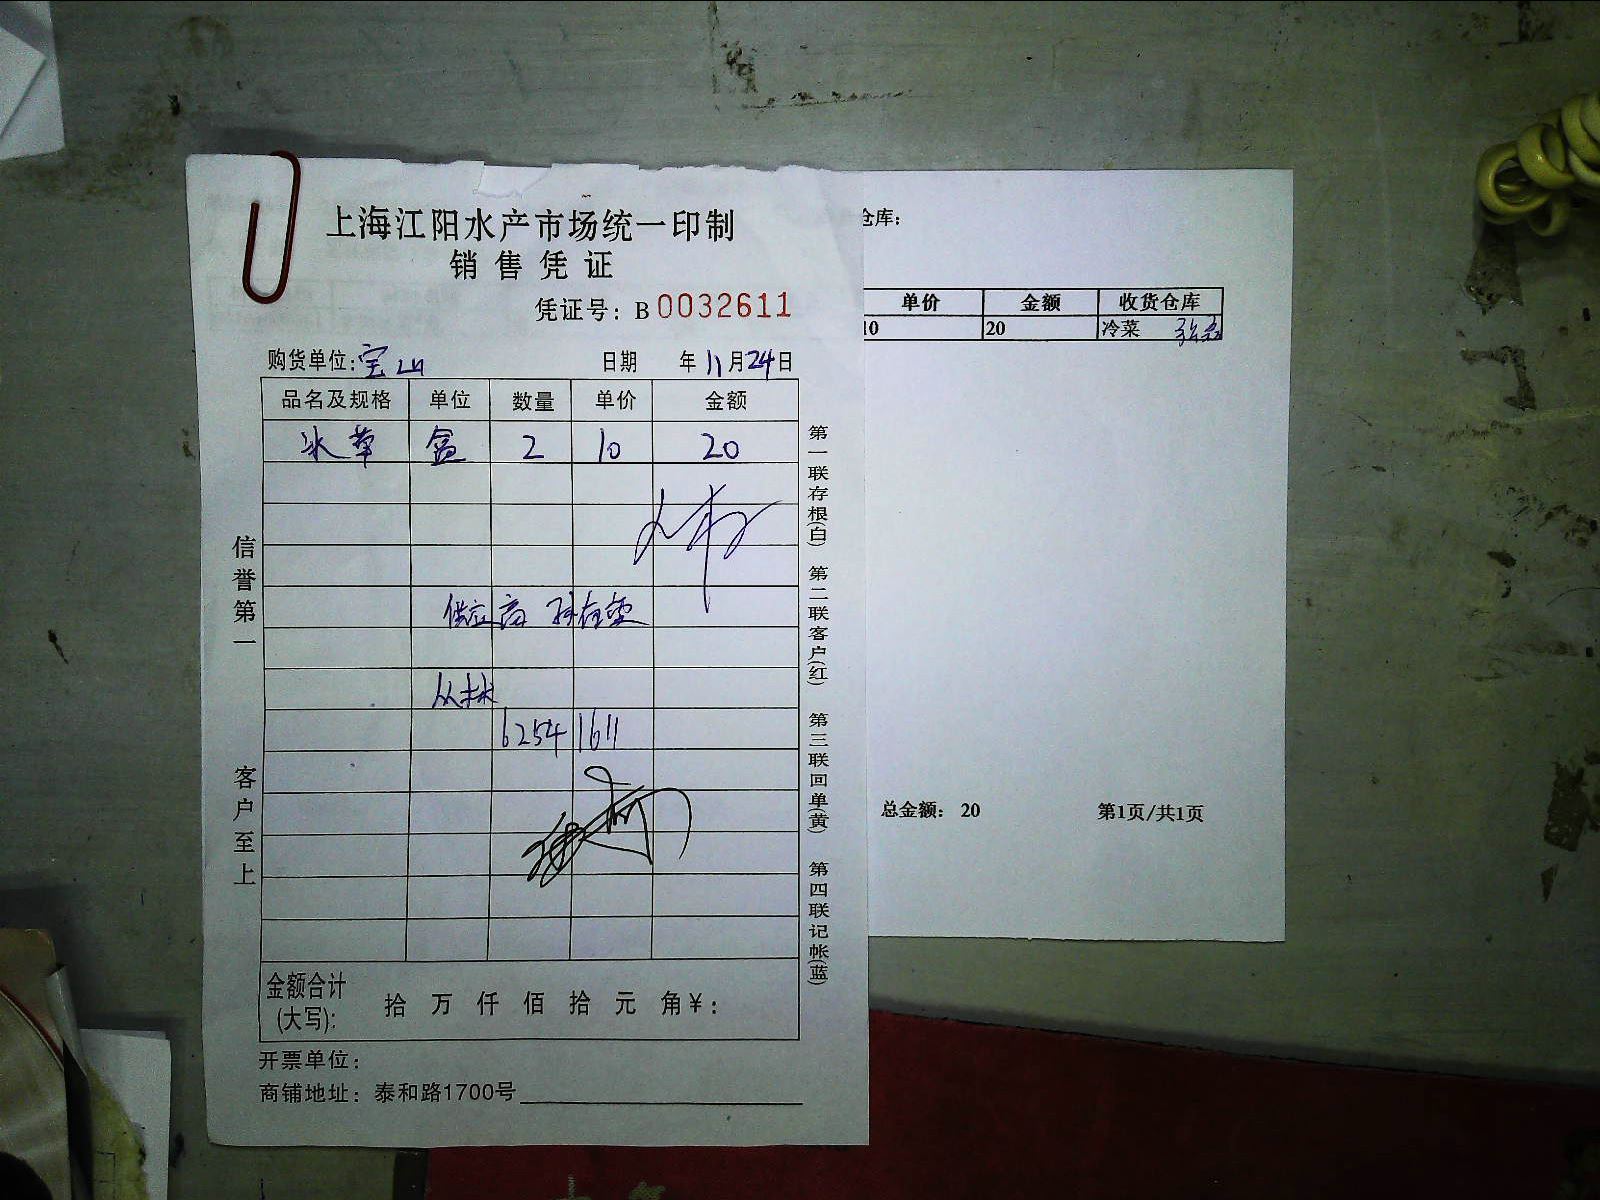 上海江阳水产市场统一印制
销售凭证
凭证号：B 0032611
购货单位：宝山 日期 年 11月24日
品名及规格 单位 数量 单价 金额
冰草 盒 2 10 20
供应商
丛林
6254 1611
金额合计(大写)： 拾 万 仟 佰 拾 元 角 ¥：
开票单位：
商铺地址：泰和路1700号
信誉第一
客户至上
第一联存根(白) 第二联客户(红) 第三联回单(黄) 第四联记帐(蓝)
仓库：
单价 金额 收货仓库
10 20 冷菜
总金额： 20 第1页/共1页